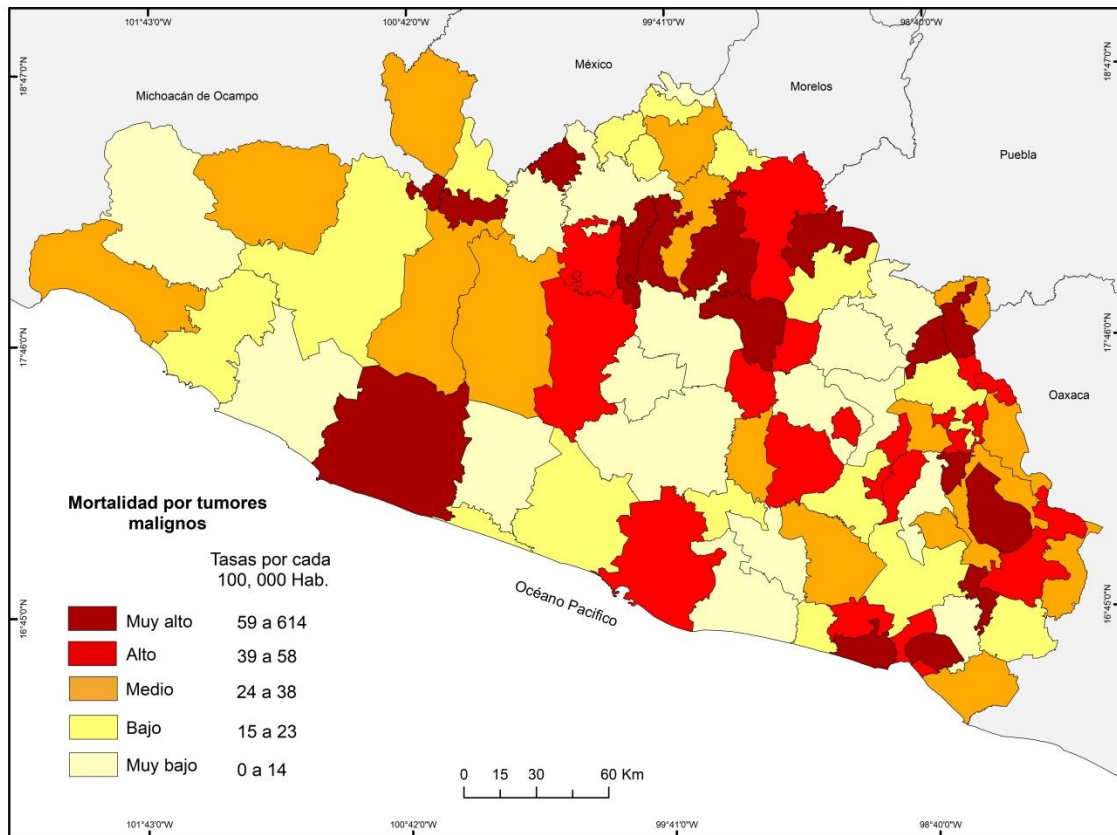 101°43'0"O
100°42'0"O
99°41'0"O
98°40'0"O
18°47'0"N
18°47'0"N
México
Morelos
Michoacán de Ocampo
Puebla
17°46'0"N
17°46'0"N
Oaxaca
Mortalidad por tumores
malignos
Tasas por cada
100, 000 Hab.
Océano Pacifico
16°45'0"N
16°45'0"N
Muy alto 59 a 614
Alto 39 a 58
Medio 24 a 38
Bajo 15 a 23
Muy bajo 0 a 14
0 15 30 60 Km
101°43'0"O
100°42'0"O
99°41'0"O
98°40'0"O